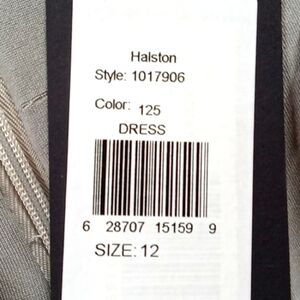 Halston
Style: 1017906
Color: 125
DRESS
6 28707 15159 9
SIZE: 12